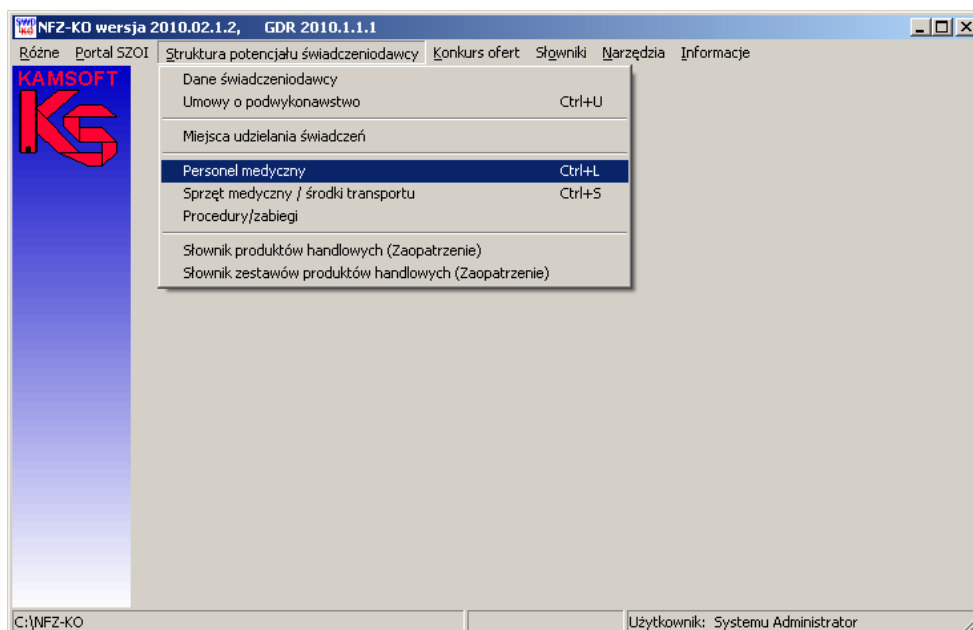 NFZ-KO wersja 2010.02.1.2, GDR 2010.1.1.1
Różne Portal SZOI Struktura potencjału świadczeniodawcy Konkurs ofert Słowniki Narzędzia Informacje
KAMSOFT
Dane świadczeniodawcy
Umowy o podwykonawstwo Ctrl+U
Miejsca udzielania świadczeń
Personel medyczny Ctrl+L
Sprzęt medyczny / środki transportu Ctrl+S
Procedury/zabiegi
Słownik produktów handlowych (Zaopatrzenie)
Słownik zestawów produktów handlowych (Zaopatrzenie)
C:\NFZ-KO Użytkownik: Systemu Administrator